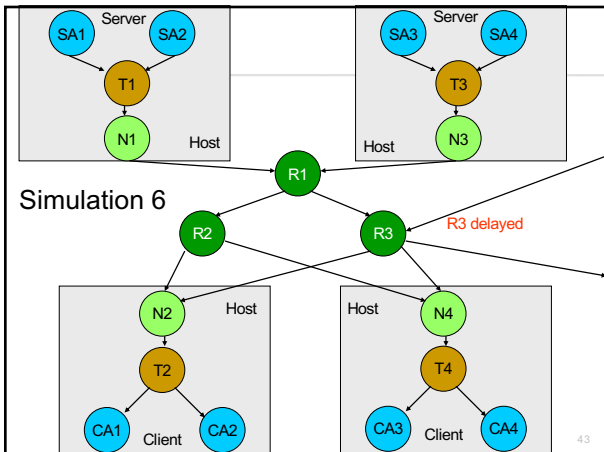 Server
SA1 SA2
T1
N1
Host
Server
SA3 SA4
T3
N3
Host
R1
Simulation 6
R2
R3
R3 delayed
N2
Host
T2
CA1 CA2
Client
Host
N4
T4
CA3 CA4
Client
43